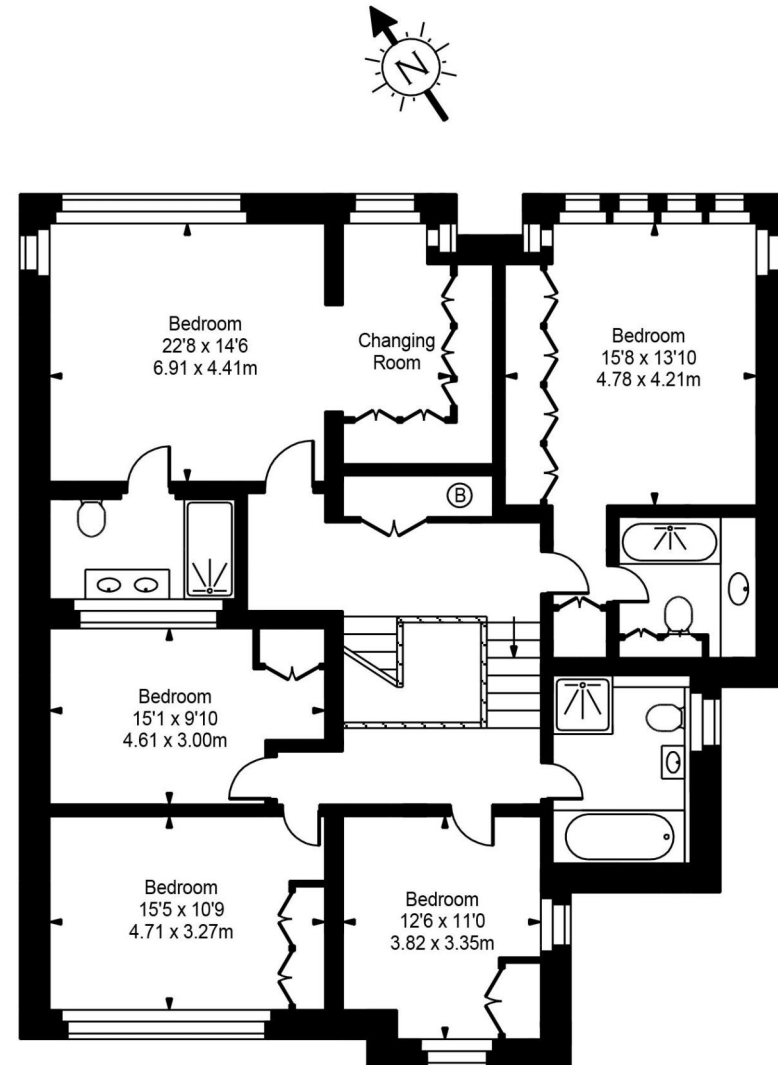 N
Bedroom
22'8 x 14'6
6.91 x 4.41m
Changing
Room
Bedroom
15'8 x 13'10
4.78 x 4.21m
B
Bedroom
15'1 x 9'10
4.61 x 3.00m
Bedroom
15'5 x 10'9
4.71 x 3.27m
Bedroom
12'6 x 11'0
3.82 x 3.35m